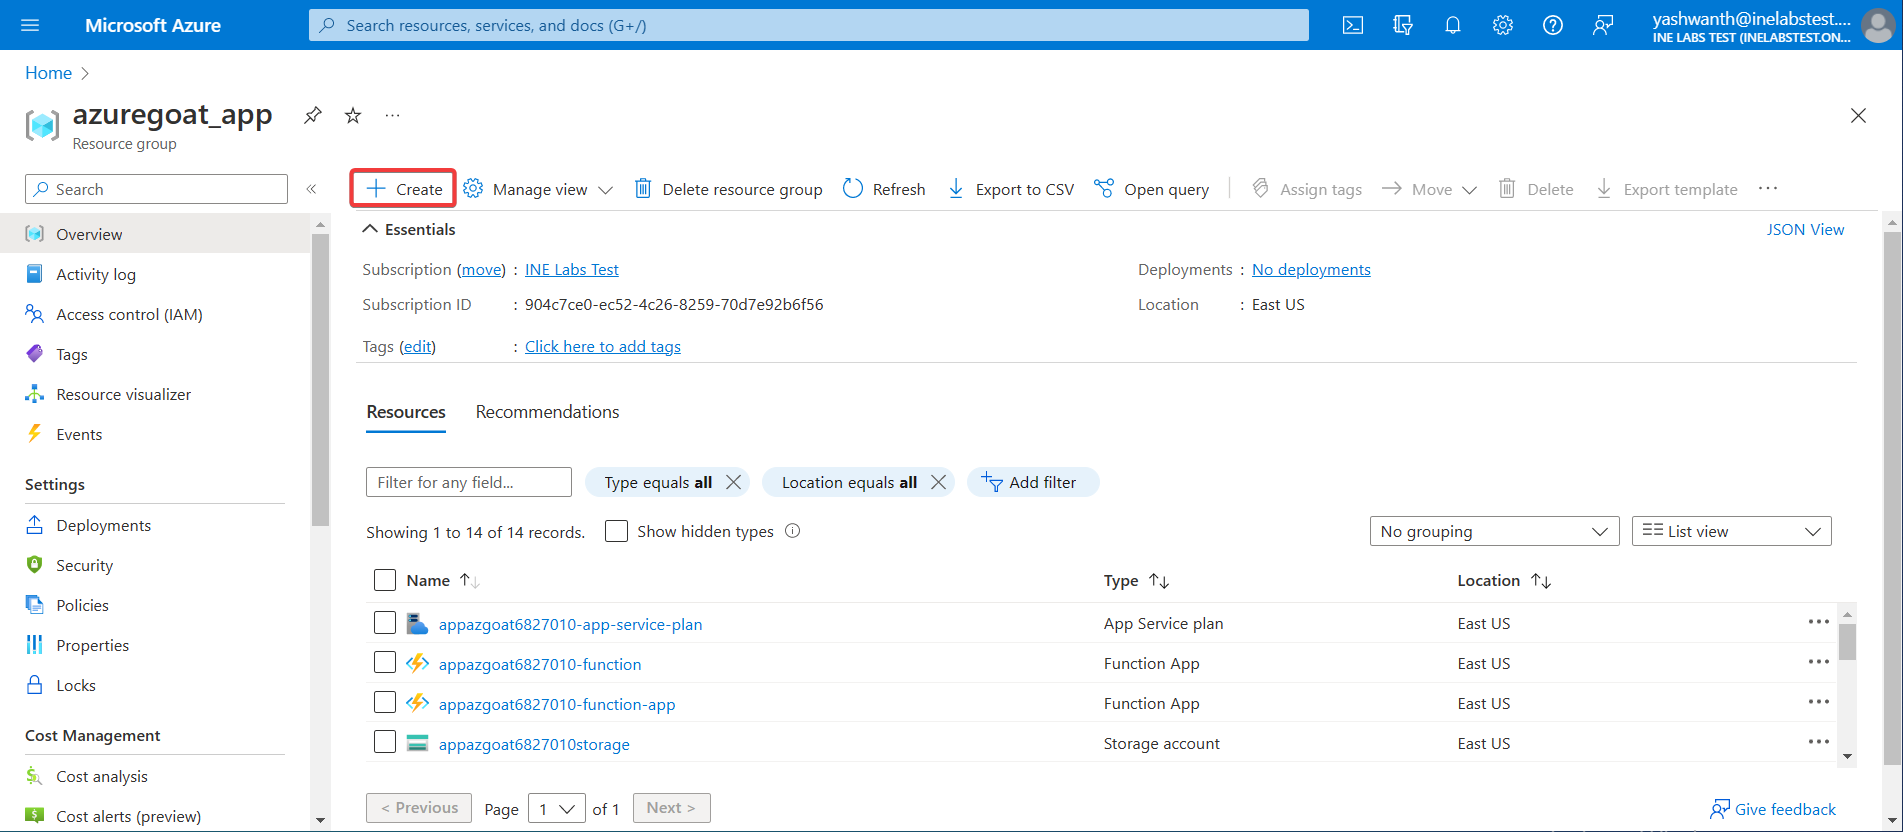 Microsoft Azure
Search resources, services, and docs (G+/)
yashwanth@inelabstest....
INE LABS TEST (INELABSTEST.ON...
Home
azuregoat_app
Resource group
Search
Create
Manage view
Delete resource group
Refresh
Export to CSV
Open query
Assign tags
Move
Delete
Export template
Overview
Activity log
Access control (IAM)
Tags
Resource visualizer
Events
Settings
Deployments
Security
Policies
Properties
Locks
Cost Management
Cost analysis
Cost alerts (preview)
Essentials
JSON View
Subscription (move) : INE Labs Test
Deployments : No deployments
Subscription ID : 904c7ce0-ec52-4c26-8259-70d7e92b6f56
Location : East US
Tags (edit) : Click here to add tags
Resources Recommendations
Filter for any field...
Type equals all
Location equals all
Add filter
Showing 1 to 14 of 14 records.
Show hidden types
No grouping
List view
Name Type Location
appazgoat6827010-app-service-plan App Service plan East US
appazgoat6827010-function Function App East US
appazgoat6827010-function-app Function App East US
appazgoat6827010storage Storage account East US
< Previous Page 1 of 1 Next >
Give feedback